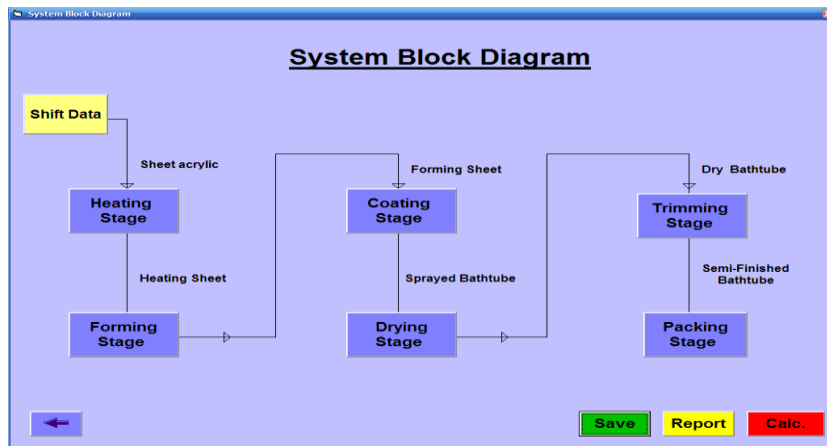 System Block Diagram
System Block Diagram
Shift Data
Sheet acrylic
Heating
Stage
Heating Sheet
Forming
Stage
Forming Sheet
Coating
Stage
Sprayed Bathtube
Drying
Stage
Dry Bathtube
Trimming
Stage
Semi-Finished
Bathtube
Packing
Stage
Save
Report
Calc.